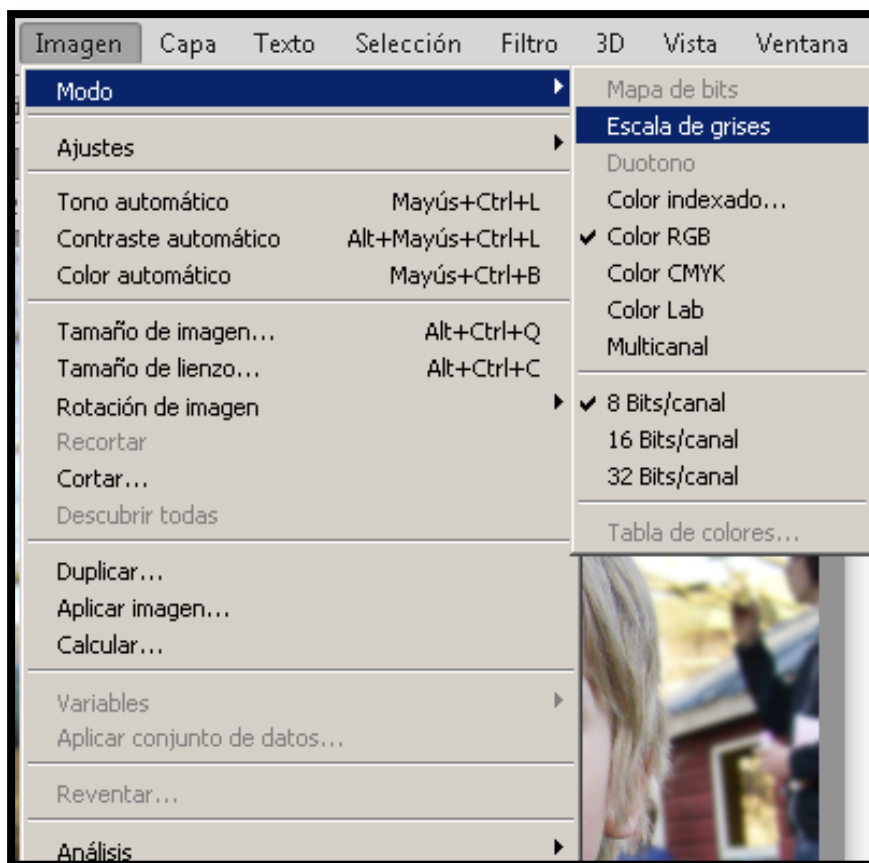 Imagen Capa Texto Selección Filtro 3D Vista Ventana
Modo
Ajustes
Tono automático Mayús+Ctrl+L
Contraste automático Alt+Mayús+Ctrl+L
Color automático Mayús+Ctrl+B
Tamaño de imagen... Alt+Ctrl+Q
Tamaño de lienzo... Alt+Ctrl+C
Rotación de imagen
Recortar
Cortar...
Descubrir todas
Duplicar...
Aplicar imagen...
Calcular...
Variables
Aplicar conjunto de datos...
Reventar...
Análisis
Mapa de bits
Escala de grises
Duotono
Color indexado...
Color RGB
Color CMYK
Color Lab
Multicanal
8 Bits/canal
16 Bits/canal
32 Bits/canal
Tabla de colores...